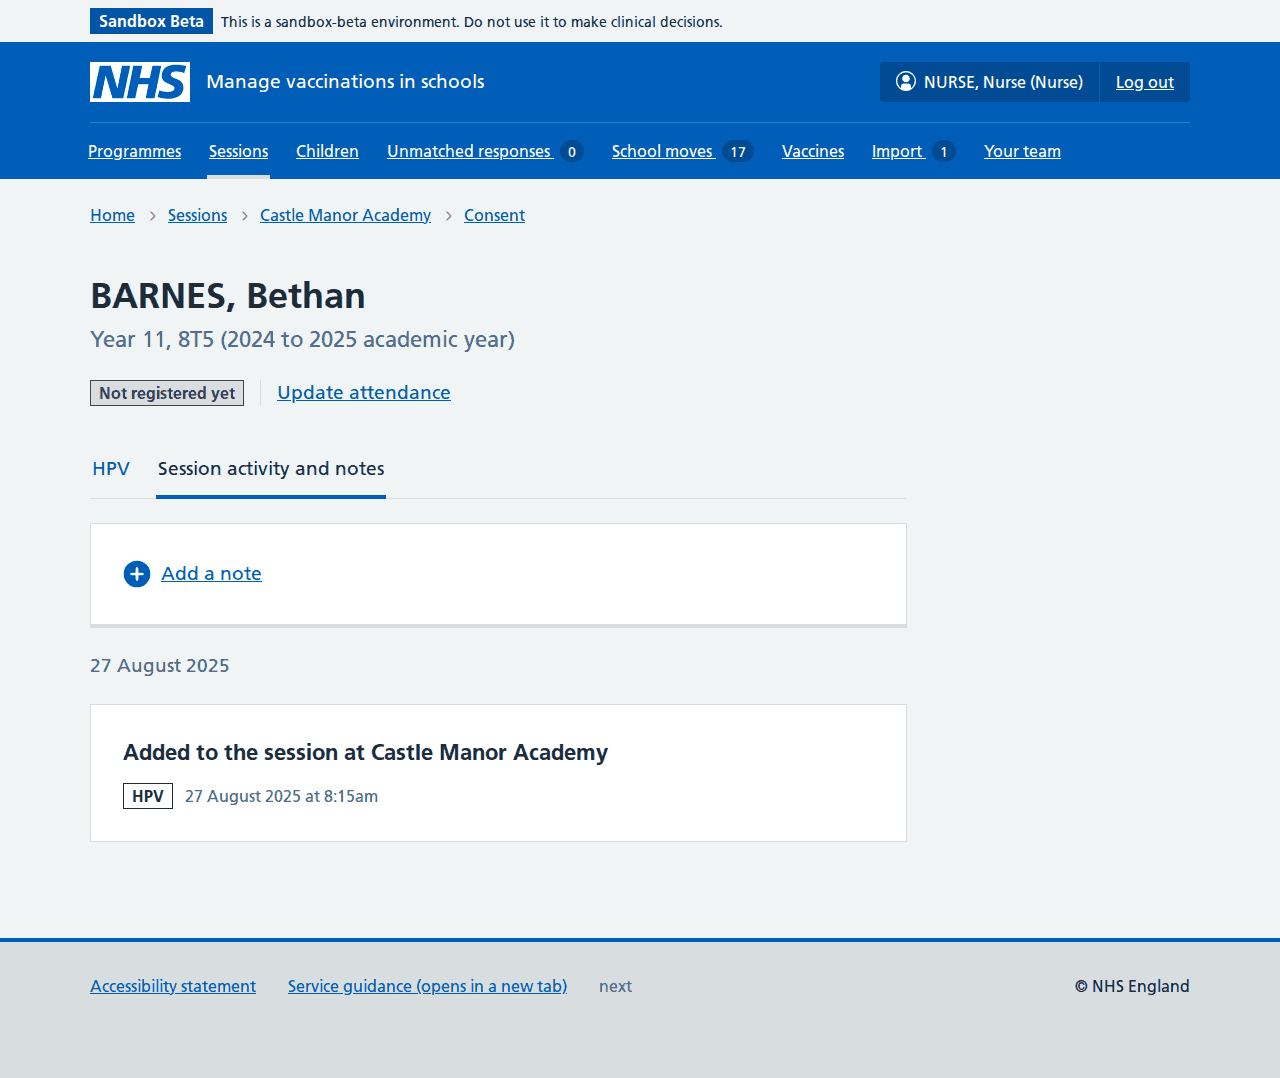 Sandbox Beta This is a sandbox-beta environment. Do not use it to make clinical decisions.
NHS Manage vaccinations in schools NURSE, Nurse (Nurse) Log out
Programmes Sessions Children Unmatched responses 0 School moves 17 Vaccines Import 1 Your team
Home Sessions Castle Manor Academy Consent
BARNES, Bethan
Year 11, 8T5 (2024 to 2025 academic year)
Not registered yet Update attendance
HPV Session activity and notes
Add a note
27 August 2025
Added to the session at Castle Manor Academy
HPV 27 August 2025 at 8:15am
Accessibility statement Service guidance (opens in a new tab) next © NHS England